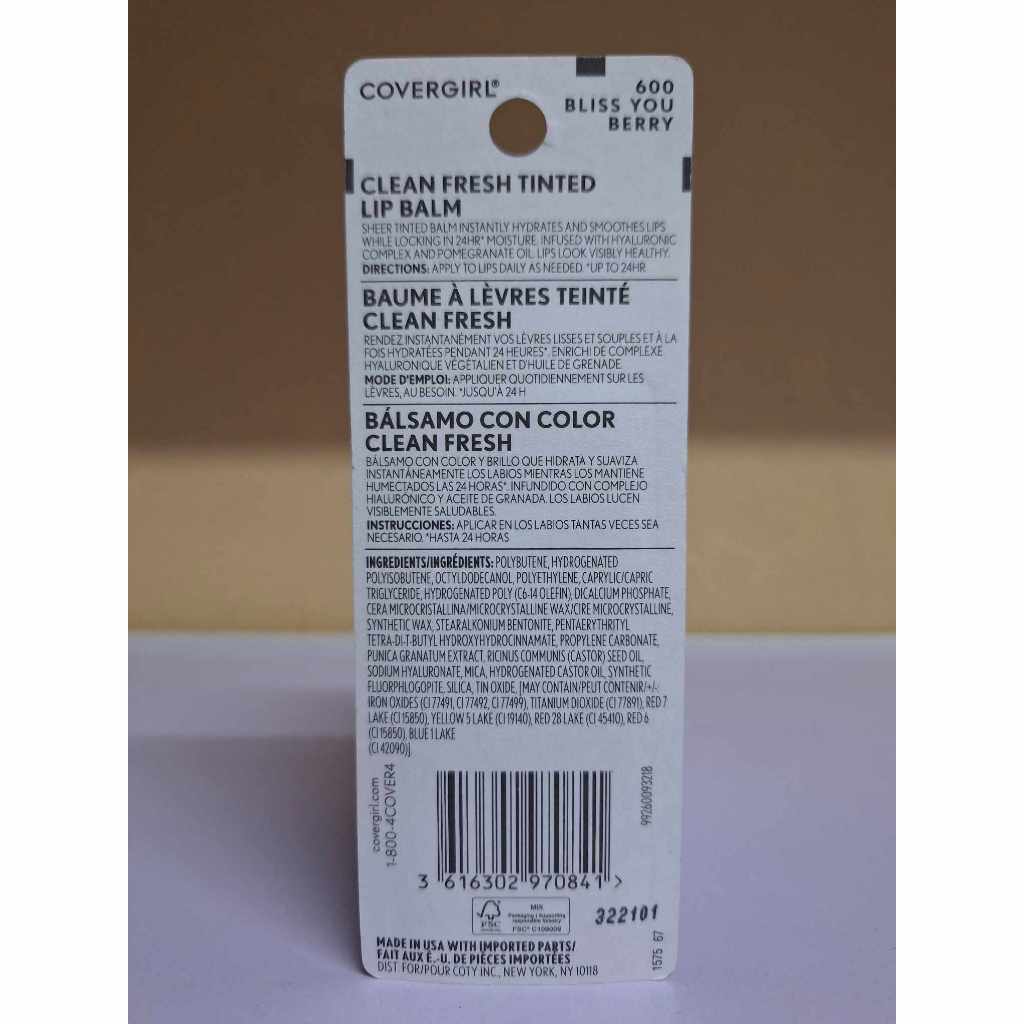 COVERGIRL®
600
BLISS YOU
BERRY
CLEAN FRESH TINTED
LIP BALM
SHEER TINTED BALM INSTANTLY HYDRATES AND SMOOTHES LIPS
WHILE LOCKING IN 24HR* MOISTURE. INFUSED WITH HYALURONIC
COMPLEX AND POMEGRANATE OIL. LIPS LOOK VISIBLY HEALTHY.
DIRECTIONS: APPLY TO LIPS DAILY AS NEEDED. *UP TO 24HR
BAUME À LÈVRES TEINTÉ
CLEAN FRESH
RENDEZ INSTANTANÉMENT VOS LÈVRES LISSES ET SOUPLES ET À LA
FOIS HYDRATÉES PENDANT 24 HEURES*. ENRICHI DE COMPLEXE
HYALURONIQUE VÉGÉTALIEN ET D'HUILE DE GRENADE.
MODE D'EMPLOI: APPLIQUER QUOTIDIENNEMENT SUR LES
LÈVRES, AU BESOIN. *JUSQU'À 24 H
BÁLSAMO CON COLOR
CLEAN FRESH
BÁLSAMO CON COLOR Y BRILLO QUE HIDRATA Y SUAVIZA
INSTANTÁNEAMENTE LOS LABIOS MIENTRAS LOS MANTIENE
HUMECTADOS LAS 24 HORAS*. INFUNDIDO CON COMPLEJO
HIALURÓNICO Y ACEITE DE GRANADA. LOS LABIOS LUCEN
VISIBLEMENTE SALUDABLES.
INSTRUCCIONES: APLICAR EN LOS LABIOS TANTAS VECES SEA
NECESARIO. *HASTA 24 HORAS
INGREDIENTS/INGRÉDIENTS: POLYBUTENE, HYDROGENATED
POLYISOBUTENE, OCTYLDODECANOL, POLYETHYLENE, CAPRYLIC/CAPRIC
TRIGLYCERIDE, HYDROGENATED POLY (C6-14 OLEFIN), DICALCIUM PHOSPHATE,
CERA MICROCRISTALLINA/MICROCRYSTALLINE WAX/CIRE MICROCRYSTALLINE,
SYNTHETIC WAX, STEARALKONIUM BENTONITE, PENTAERYTHRITYL
TETRA-DI-T-BUTYL HYDROXYHYDROCINNAMATE, PROPYLENE CARBONATE,
PUNICA GRANATUM EXTRACT, RICINUS COMMUNIS (CASTOR) SEED OIL,
SODIUM HYALURONATE, MICA, HYDROGENATED CASTOR OIL, SYNTHETIC
FLUORPHLOGOPITE, SILICA, TIN OXIDE, [MAY CONTAIN/PEUT CONTENIR/+/-:
IRON OXIDES (CI 77491, CI 77492, CI 77499), TITANIUM DIOXIDE (CI 77891), RED 7
LAKE (CI 15850), YELLOW 5 LAKE (CI 19140), RED 28 LAKE (CI 45410), RED 6
(CI 15850), BLUE 1 LAKE
(CI 42090)].
covergirl.com
1-800-4COVER4
99260093218
3 616302 970841 >
FSC
MIX
Packaging | Supporting
responsible forestry
FSC® C109009
322101
1575 67
MADE IN USA WITH IMPORTED PARTS/
FAIT AUX É.-U. DE PIÈCES IMPORTÉES
DIST. FOR/POUR COTY INC., NEW YORK, NY 10118